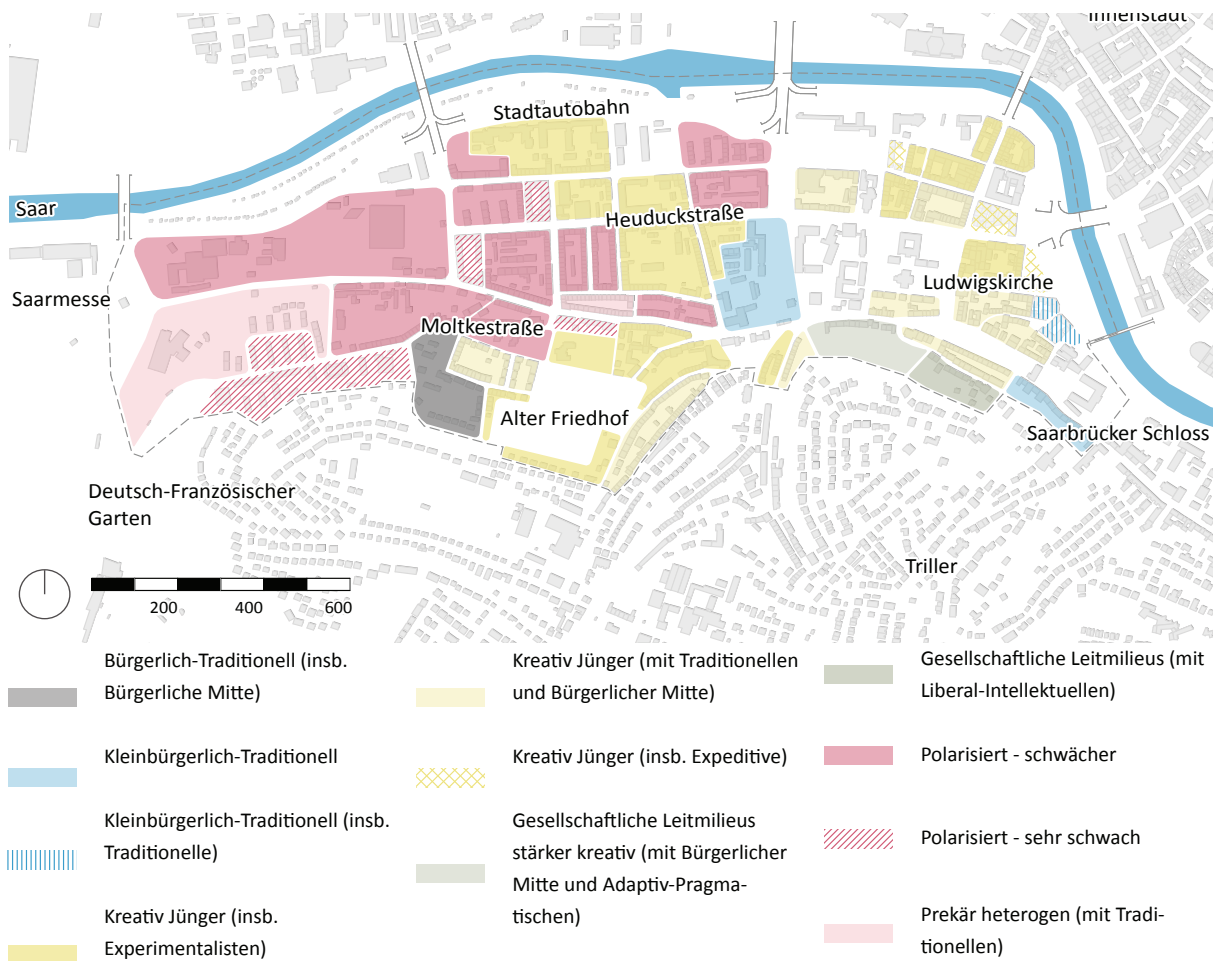 Innenstadt
Stadtautobahn
Saar
Heuduckstraße
Saarmesse
Ludwigskirche
Moltkestraße
Alter Friedhof
Saarbrücker Schloss
Deutsch-Französischer
Garten
Triller
200 400 600
Bürgerlich-Traditionell (insb.
Bürgerliche Mitte)
Kleinbürgerlich-Traditionell
Kleinbürgerlich-Traditionell (insb.
Traditionelle)
Kreativ Jünger (insb.
Experimentalisten)
Kreativ Jünger (mit Traditionellen
und Bürgerlicher Mitte)
Kreativ Jünger (insb. Expeditive)
Gesellschaftliche Leitmilieus
stärker kreativ (mit Bürgerlicher
Mitte und Adaptiv-Pragma-
tischen)
Gesellschaftliche Leitmilieus (mit
Liberal-Intellektuellen)
Polarisiert - schwächer
Polarisiert - sehr schwach
Prekär heterogen (mit Tradi-
tionellen)